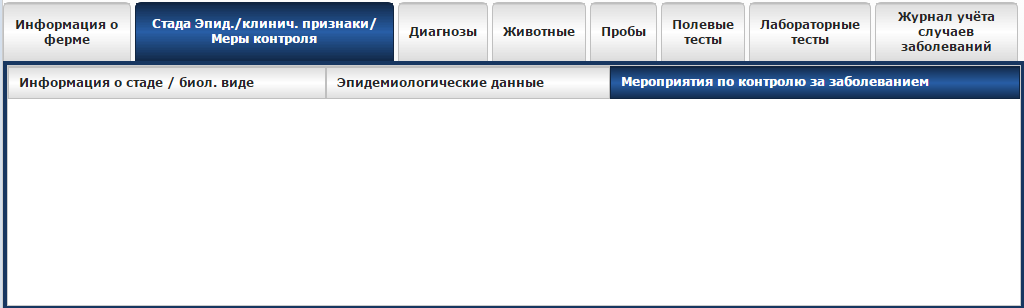 Информация о
ферме
Стада Эпид./клинич. признаки/
Меры контроля
Диагнозы
Животные
Пробы
Полевые
тесты
Лабораторные
тесты
Журнал учёта
случаев
заболеваний
Информация о стаде / биол. виде
Эпидемиологические данные
Мероприятия по контролю за заболеванием